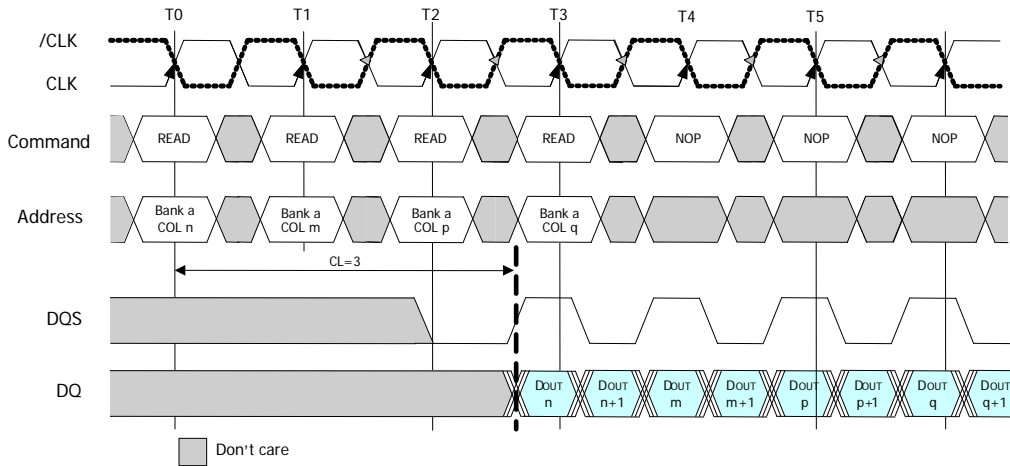 T0 T1 T2 T3 T4 T5
/CLK
CLK
Command READ READ READ READ NOP NOP NOP
Address Bank a Bank a Bank a Bank a
COL n COL m COL p COL q
CL=3
DQS
DQ DOUT DOUT DOUT DOUT DOUT DOUT DOUT DOUT
n n+1 m m+1 p p+1 q q+1
Don't care